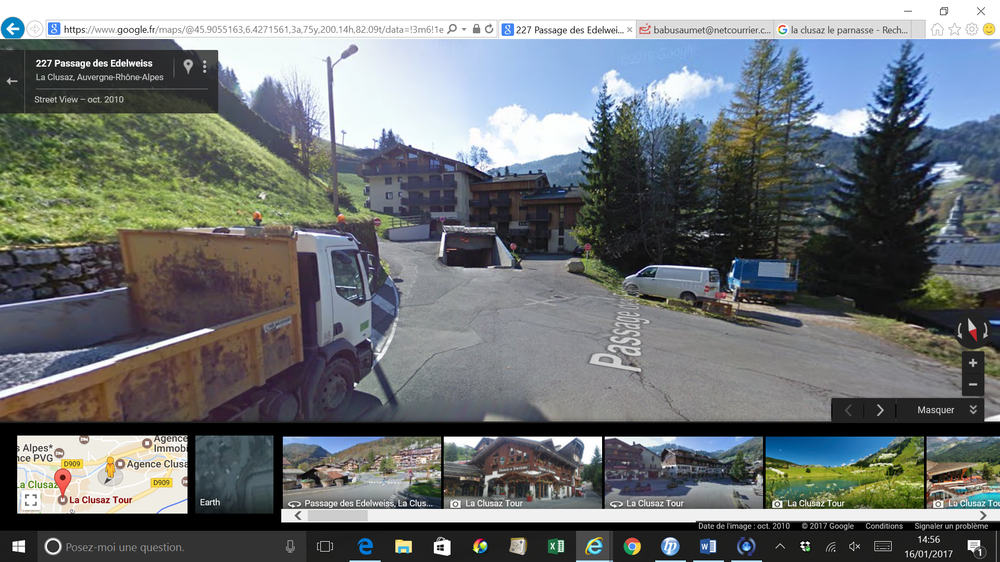 https://www.google.fr/maps/@45.9055163,6.4271561,3a,75y,200.14h,82.09t/data=!3m6!1e
227 Passage des Edelwei...
babusaumet@netcourrier.c...
la clusaz le parnasse - Rech...
227 Passage des Edelweiss
La Clusaz, Auvergne-Rhône-Alpes
Street View – oct. 2010
Passage des
Masquer
s Alpes*
nce PVG
D909
Agence
Immobi
Agence Clusa
D909
La Clusaz
La Clusaz Tour
Earth
Passage des Edelweiss, La Clus...
La Clusaz Tour
La Clusaz Tour
La Clusaz Tour
La Clusaz Tou
Date de l'image : oct. 2010
© 2017 Google
Conditions
Signaler un problème
Posez-moi une question.
14:56
16/01/2017
1